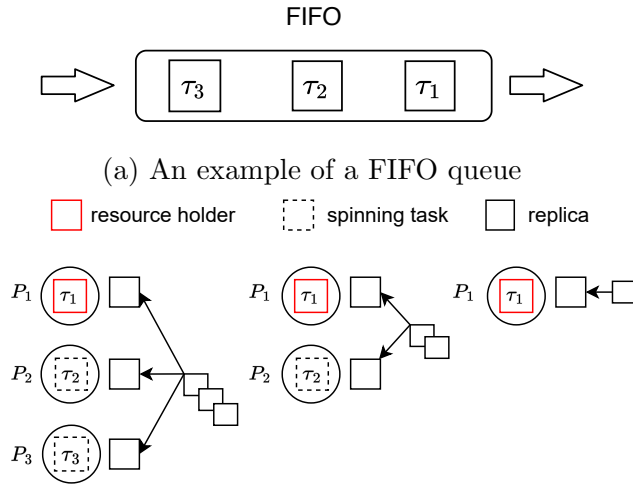 FIFO
τ3 τ2 τ1
(a) An example of a FIFO queue
resource holder spinning task replica
P1 τ1 P1 τ1 P1 τ1
P2 τ2 P2 τ2
P3 τ3